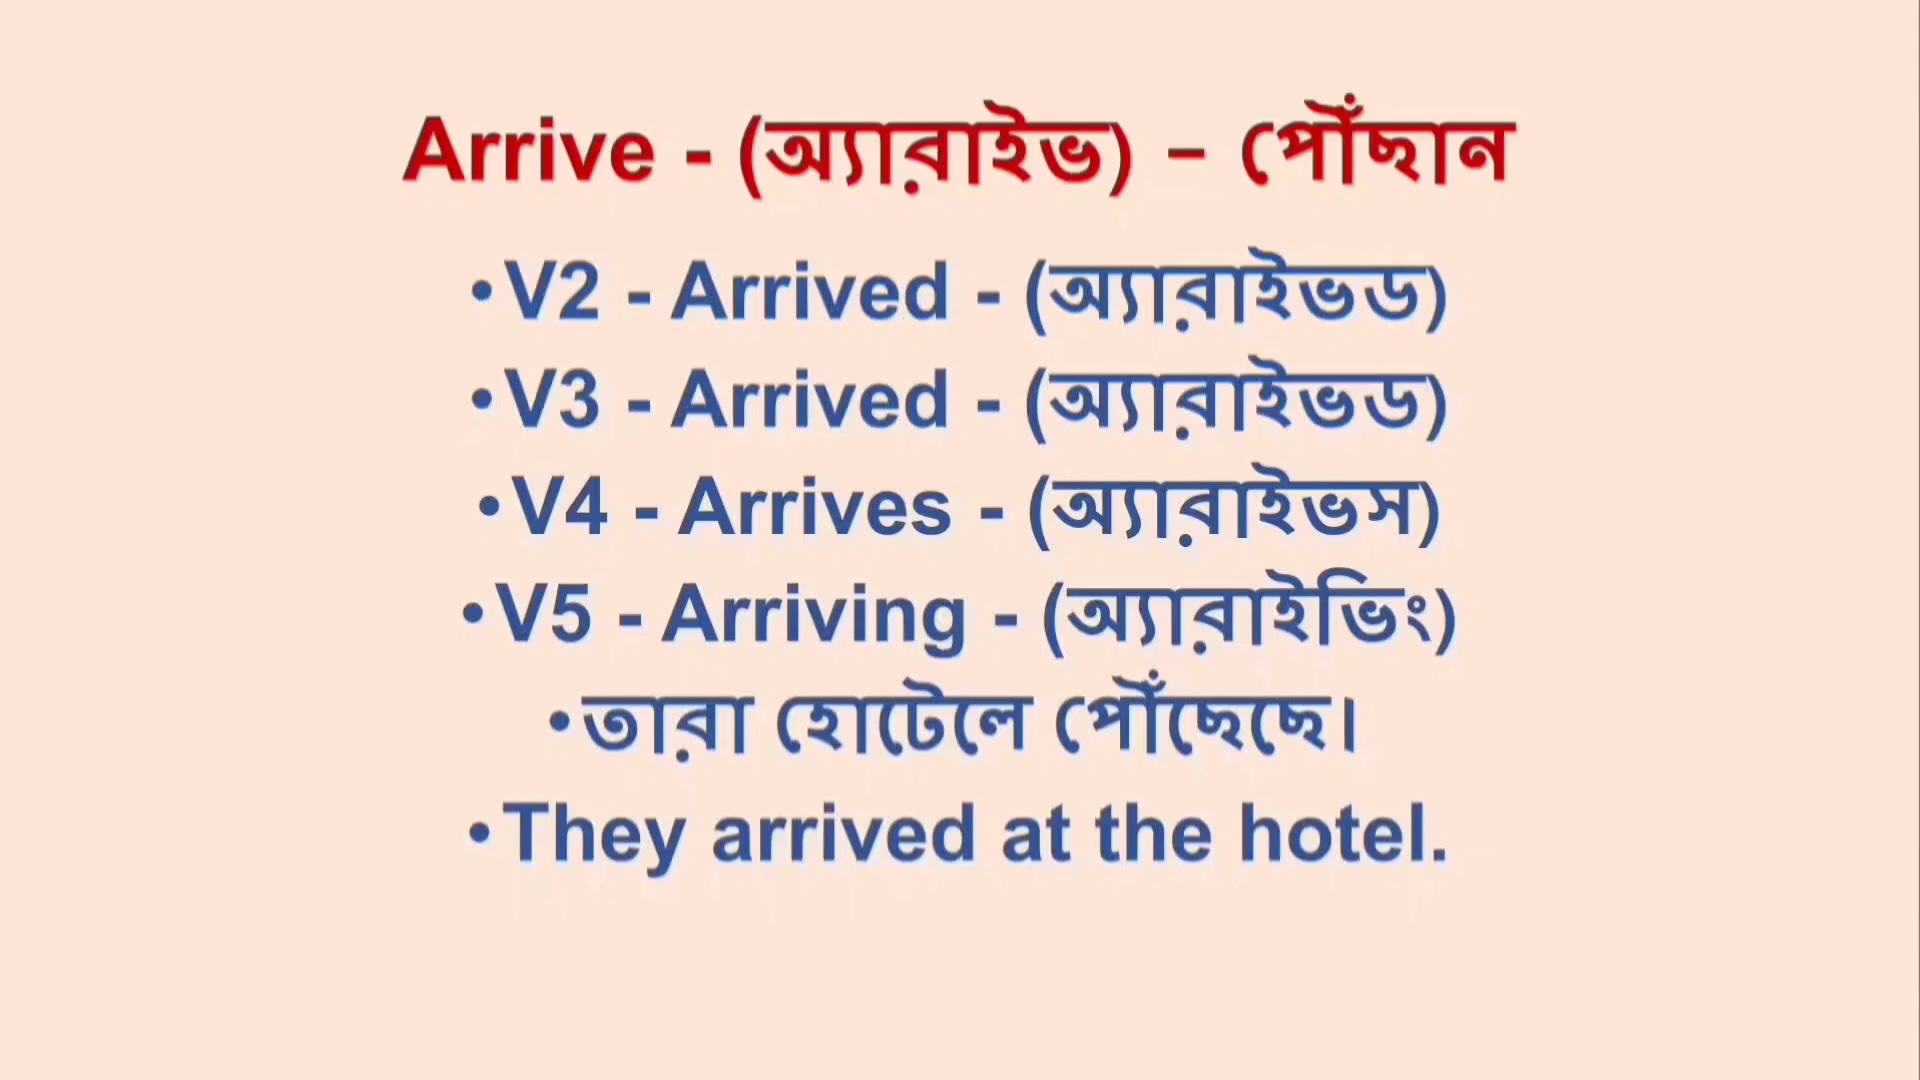 Arrive - (অ্যারাইভ) – পৌঁছান
•V2 - Arrived - (অ্যারাইভড)
•V3 - Arrived - (অ্যারাইভড)
•V4 - Arrives - (অ্যারাইভস)
•V5 - Arriving - (অ্যারাইভিং)
•তারা হোটেলে পৌঁছেছে।
•They arrived at the hotel.